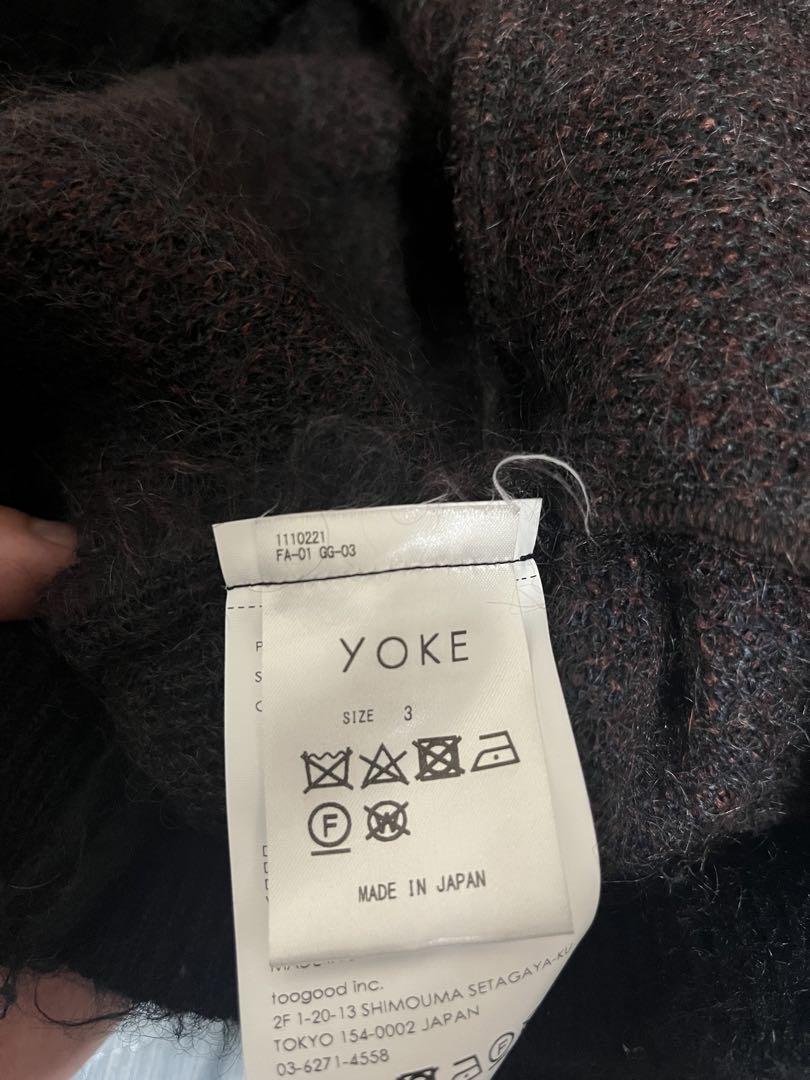 1110221
FA-01 GG-03
YOKE
SIZE 3
F
W
MADE IN JAPAN
toogood inc.
2F 1-20-13 SHIMOUMA SETAGAYA-KU
TOKYO 154-0002 JAPAN
03-6271-4558